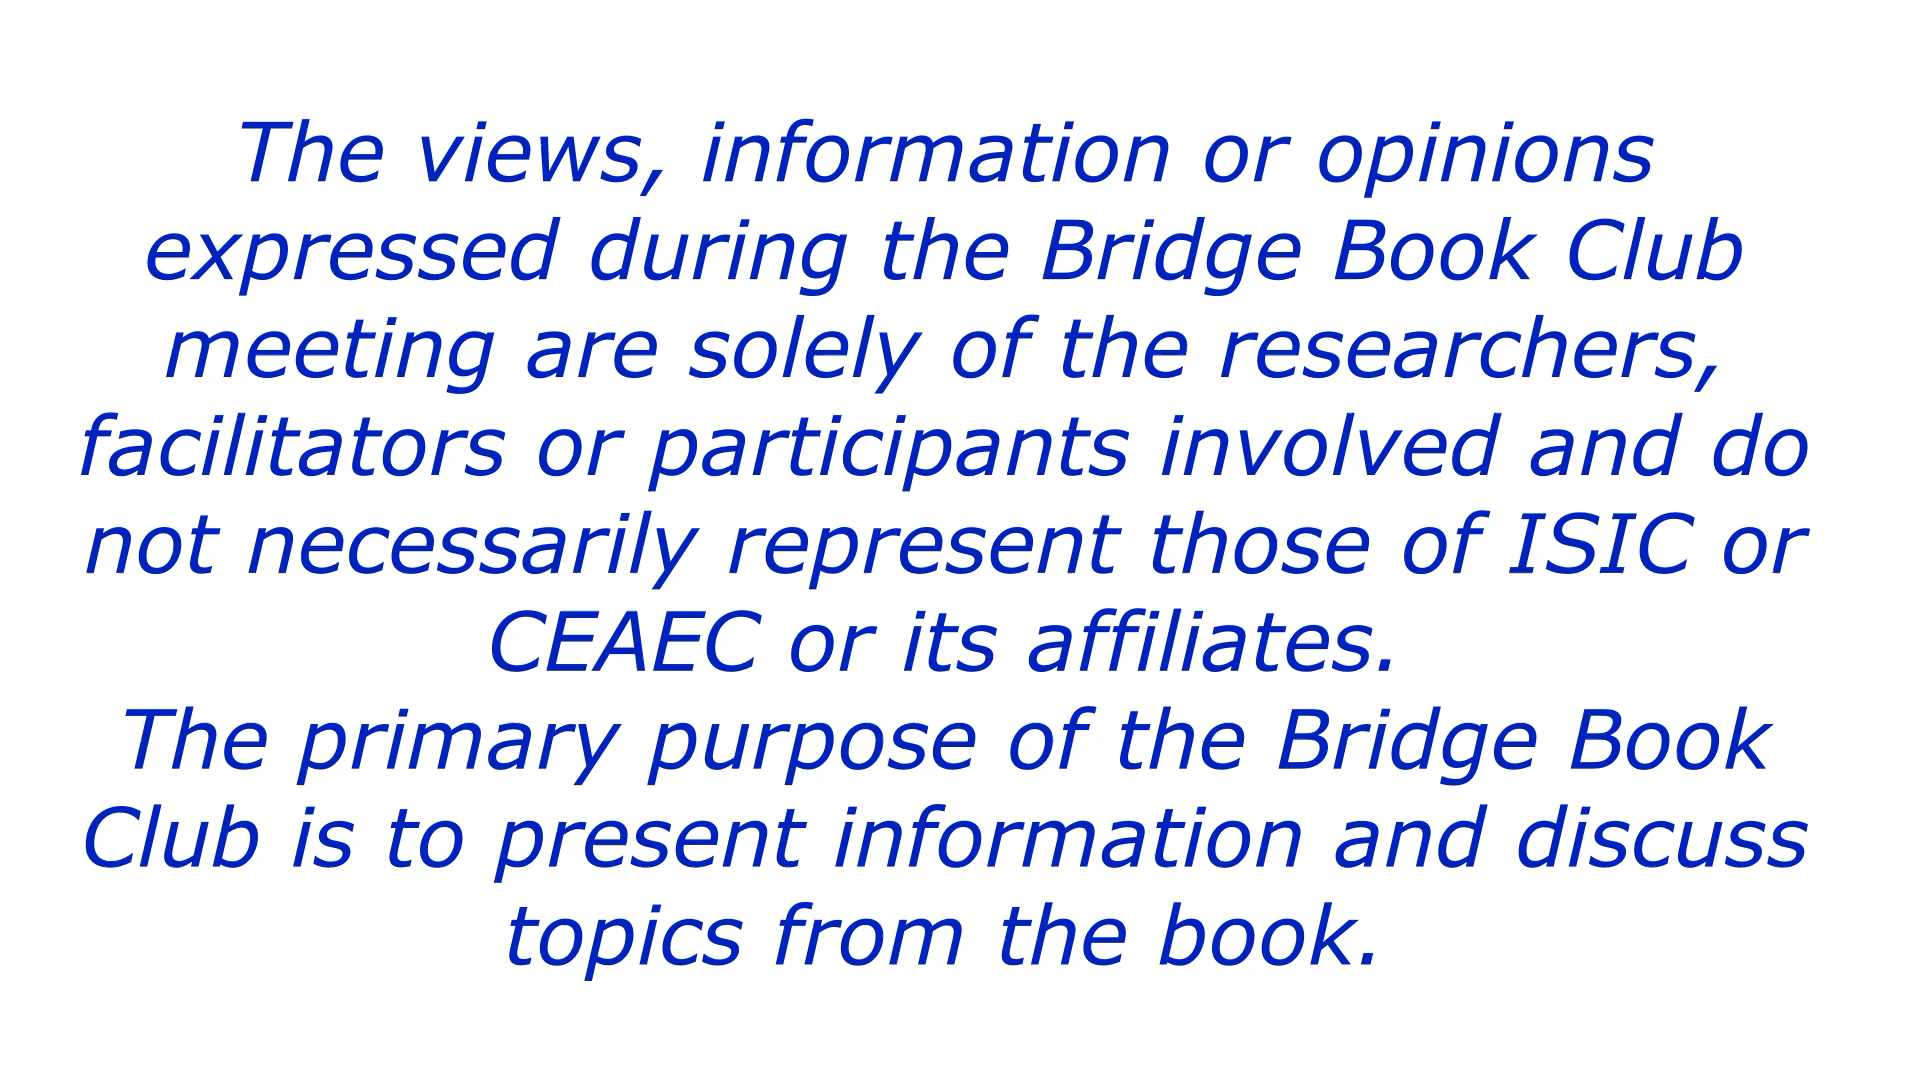 The views, information or opinions
expressed during the Bridge Book Club
meeting are solely of the researchers,
facilitators or participants involved and do
not necessarily represent those of ISIC or
CEAEC or its affiliates.
The primary purpose of the Bridge Book
Club is to present information and discuss
topics from the book.